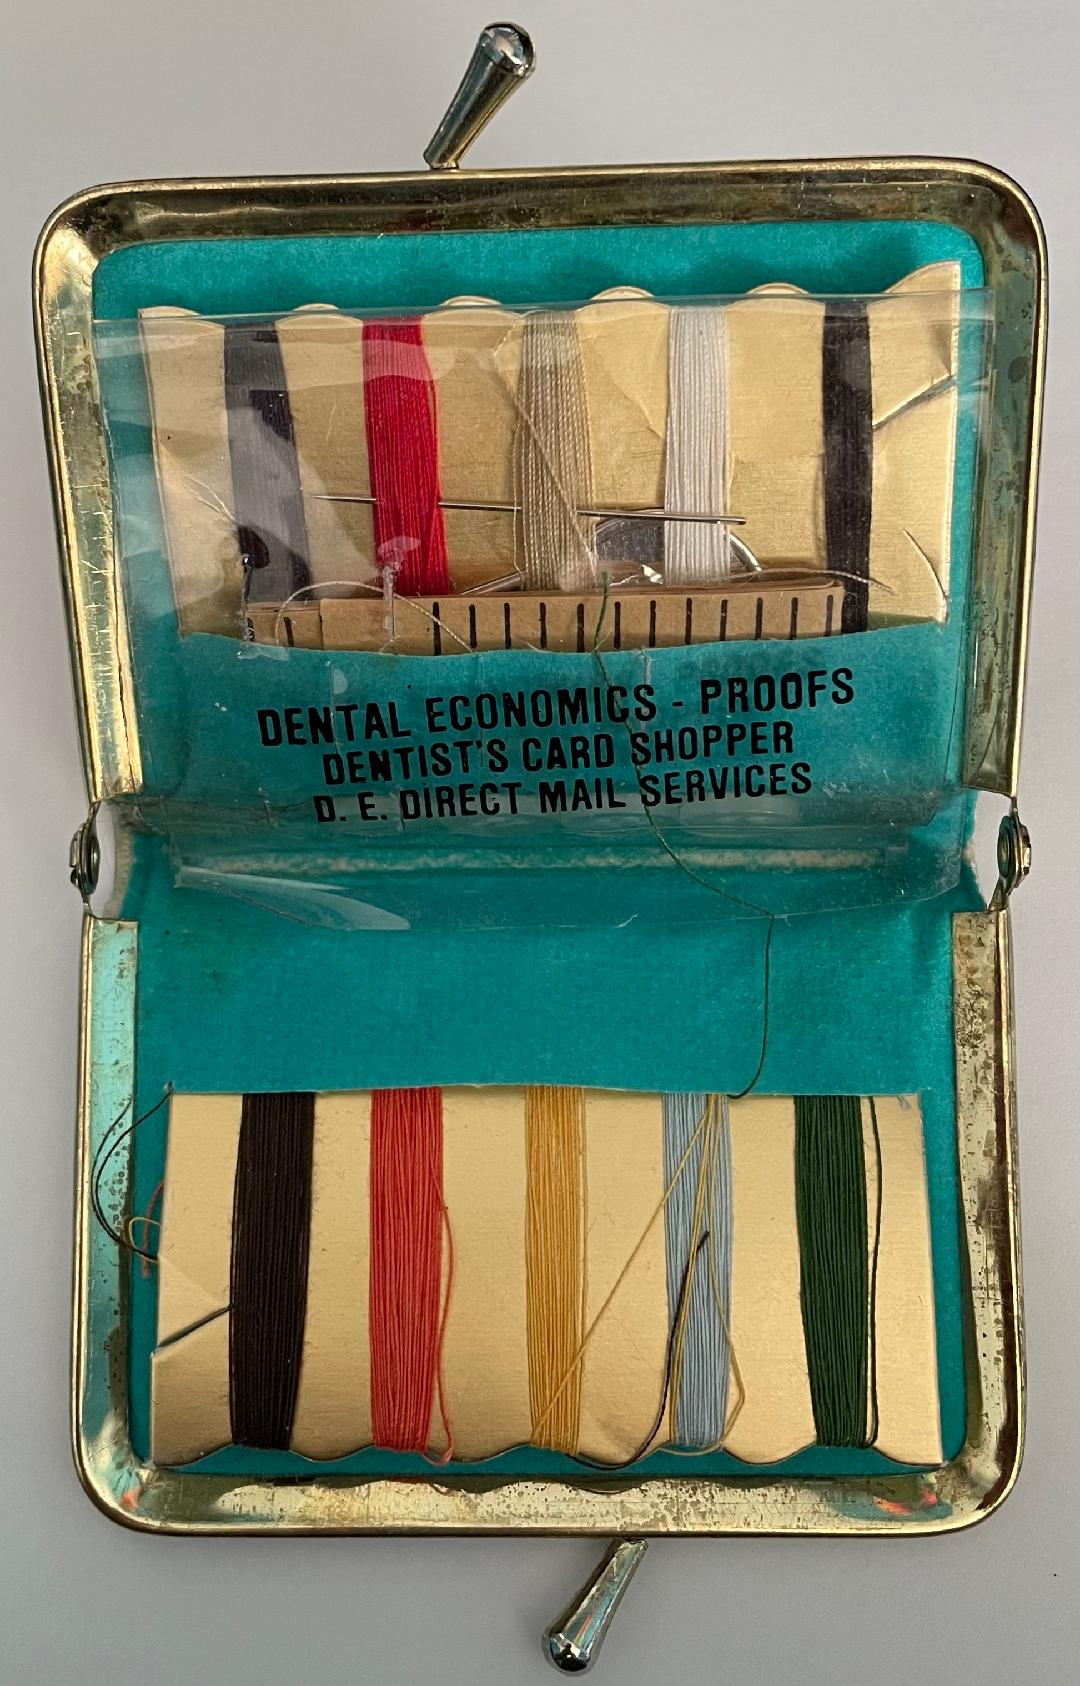 DENTAL ECONOMICS - PROOFS
DENTIST'S CARD SHOPPER
D. E. DIRECT MAIL SERVICES